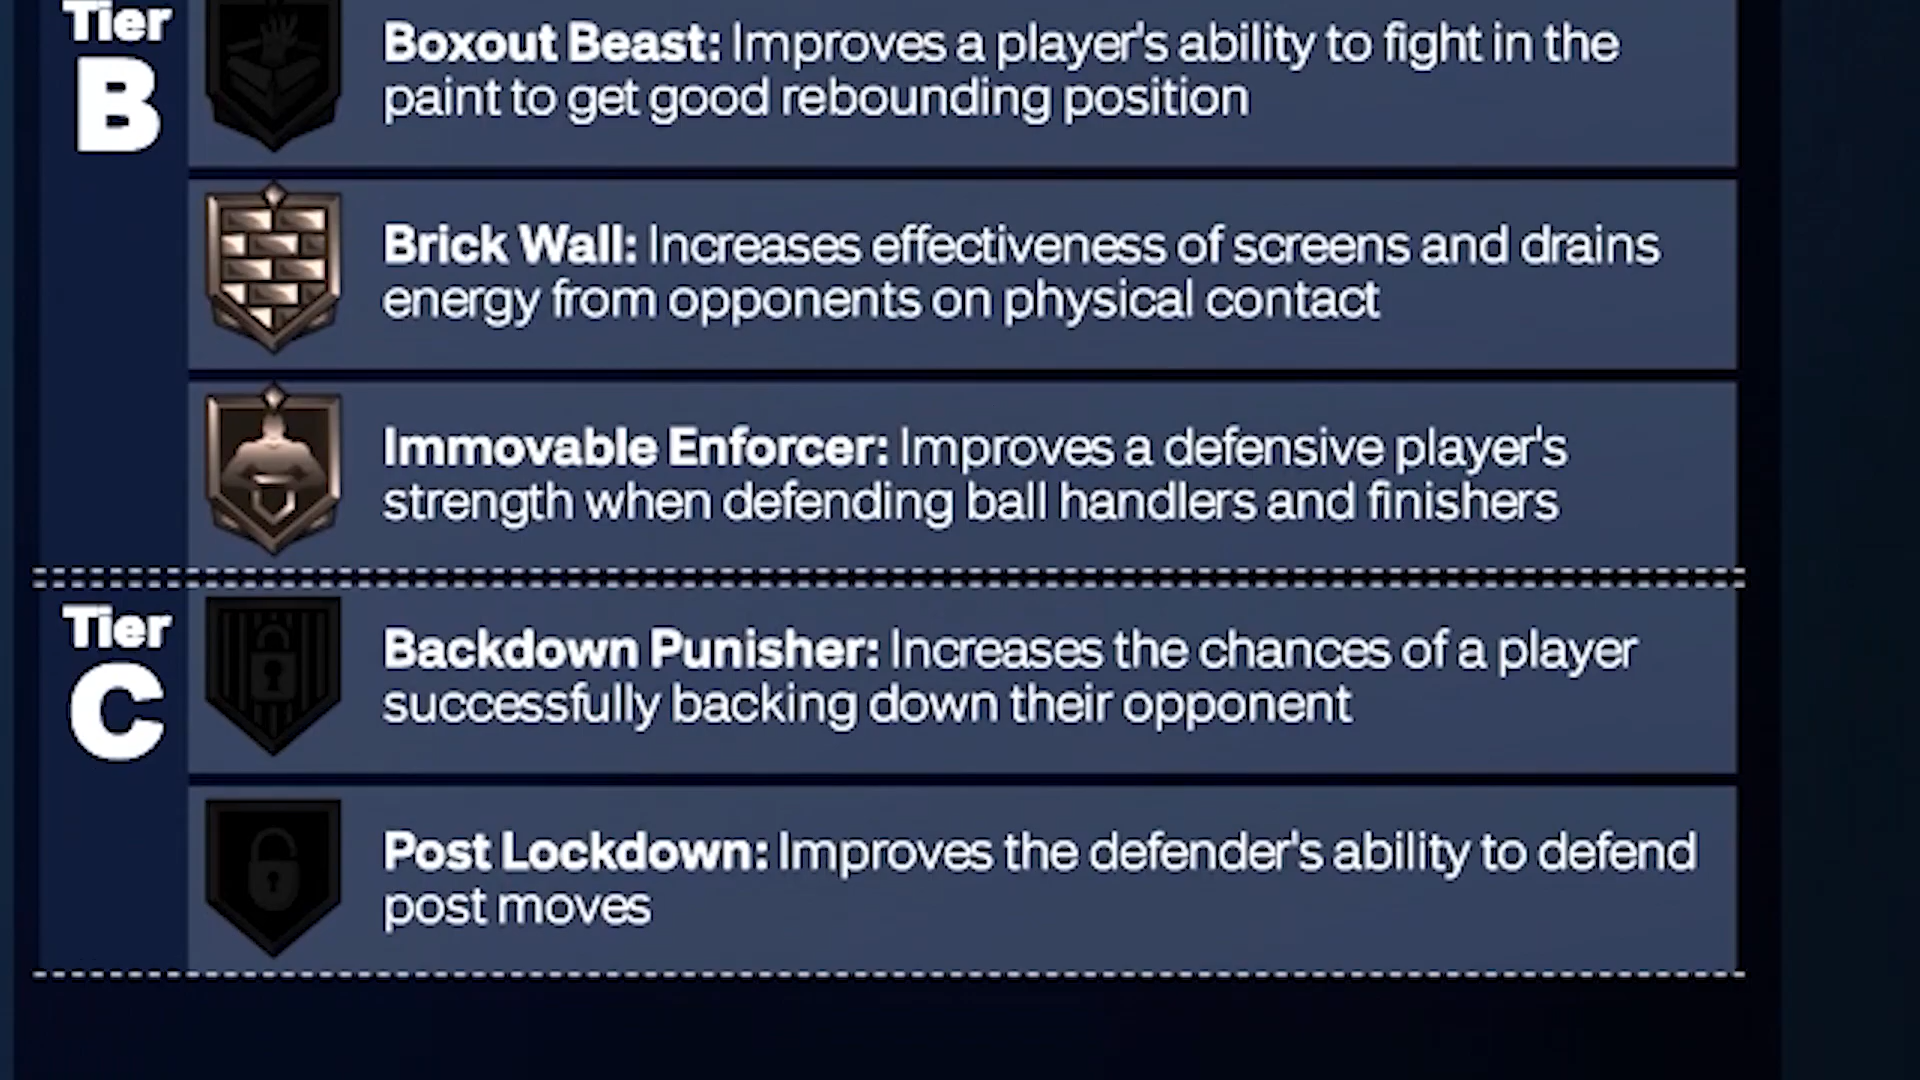 Tier
B
Boxout Beast: Improves a player's ability to fight in the
paint to get good rebounding position
Brick Wall: Increases effectiveness of screens and drains
energy from opponents on physical contact
Immovable Enforcer: Improves a defensive player's
strength when defending ball handlers and finishers
Tier
C
Backdown Punisher: Increases the chances of a player
successfully backing down their opponent
Post Lockdown: Improves the defender's ability to defend
post moves